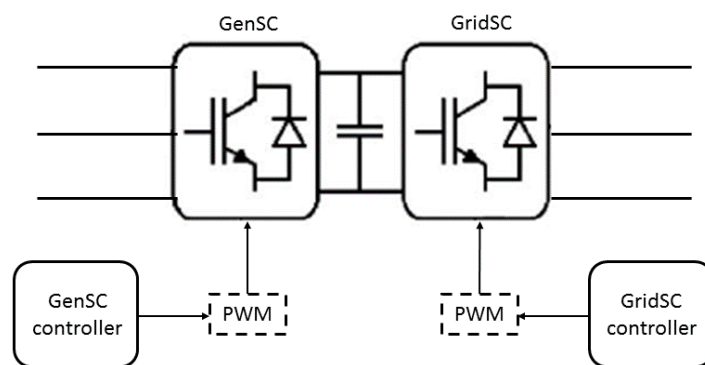 GenSC
GridSC
GenSC
controller
PWM
PWM
GridSC
controller